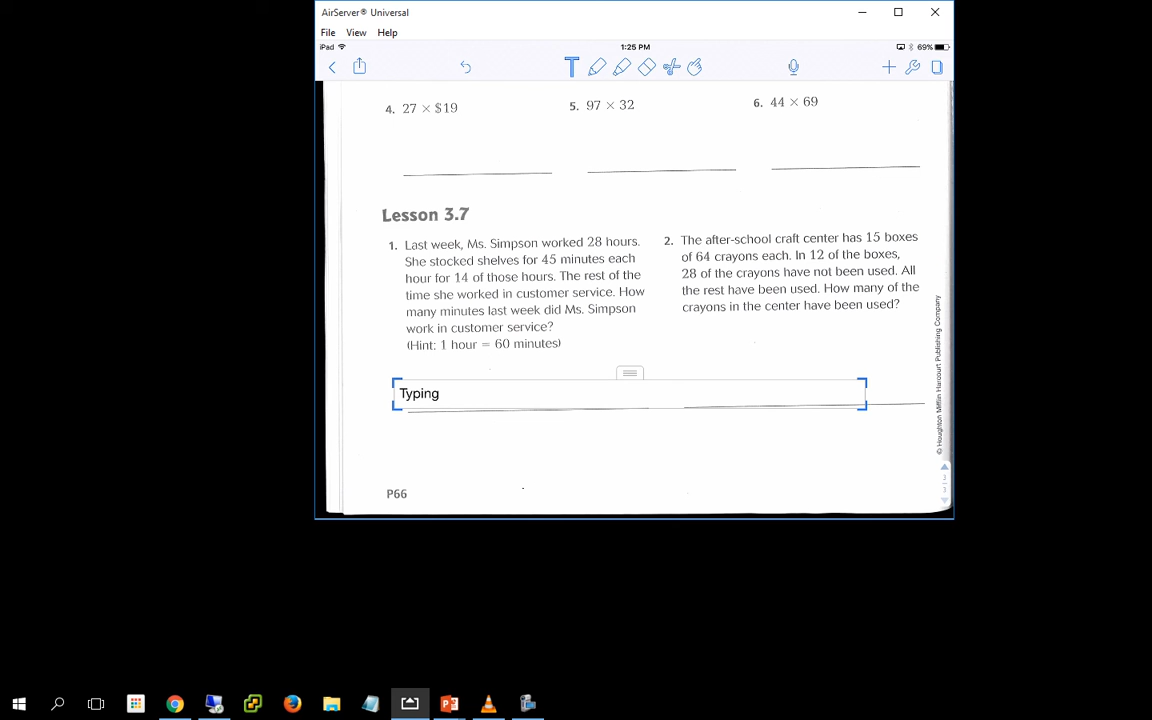 AirServer® Universal
File View Help
iPad 1:25 PM 69%
T
4. 27 × $19 5. 97 × 32 6. 44 × 69
Lesson 3.7
1. Last week, Ms. Simpson worked 28 hours.
She stocked shelves for 45 minutes each
hour for 14 of those hours. The rest of the
time she worked in customer service. How
many minutes last week did Ms. Simpson
work in customer service?
(Hint: 1 hour = 60 minutes)
2. The after-school craft center has 15 boxes
of 64 crayons each. In 12 of the boxes,
28 of the crayons have not been used. All
the rest have been used. How many of the
crayons in the center have been used?
Typing
© Houghton Mifflin Harcourt Publishing Company
P66